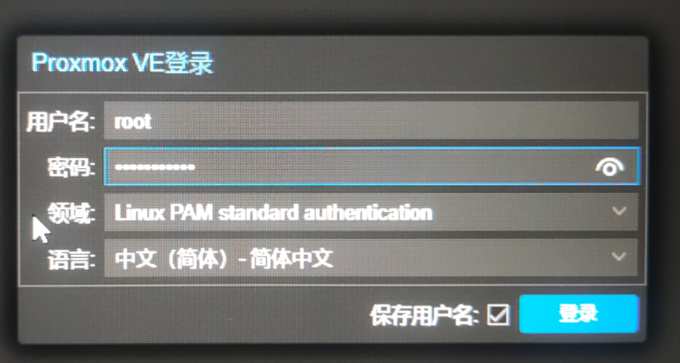 Proxmox VE登录
用户名: root
密码: •••••••••••
领域: Linux PAM standard authentication
语言: 中文（简体）- 简体中文
保存用户名:
登录